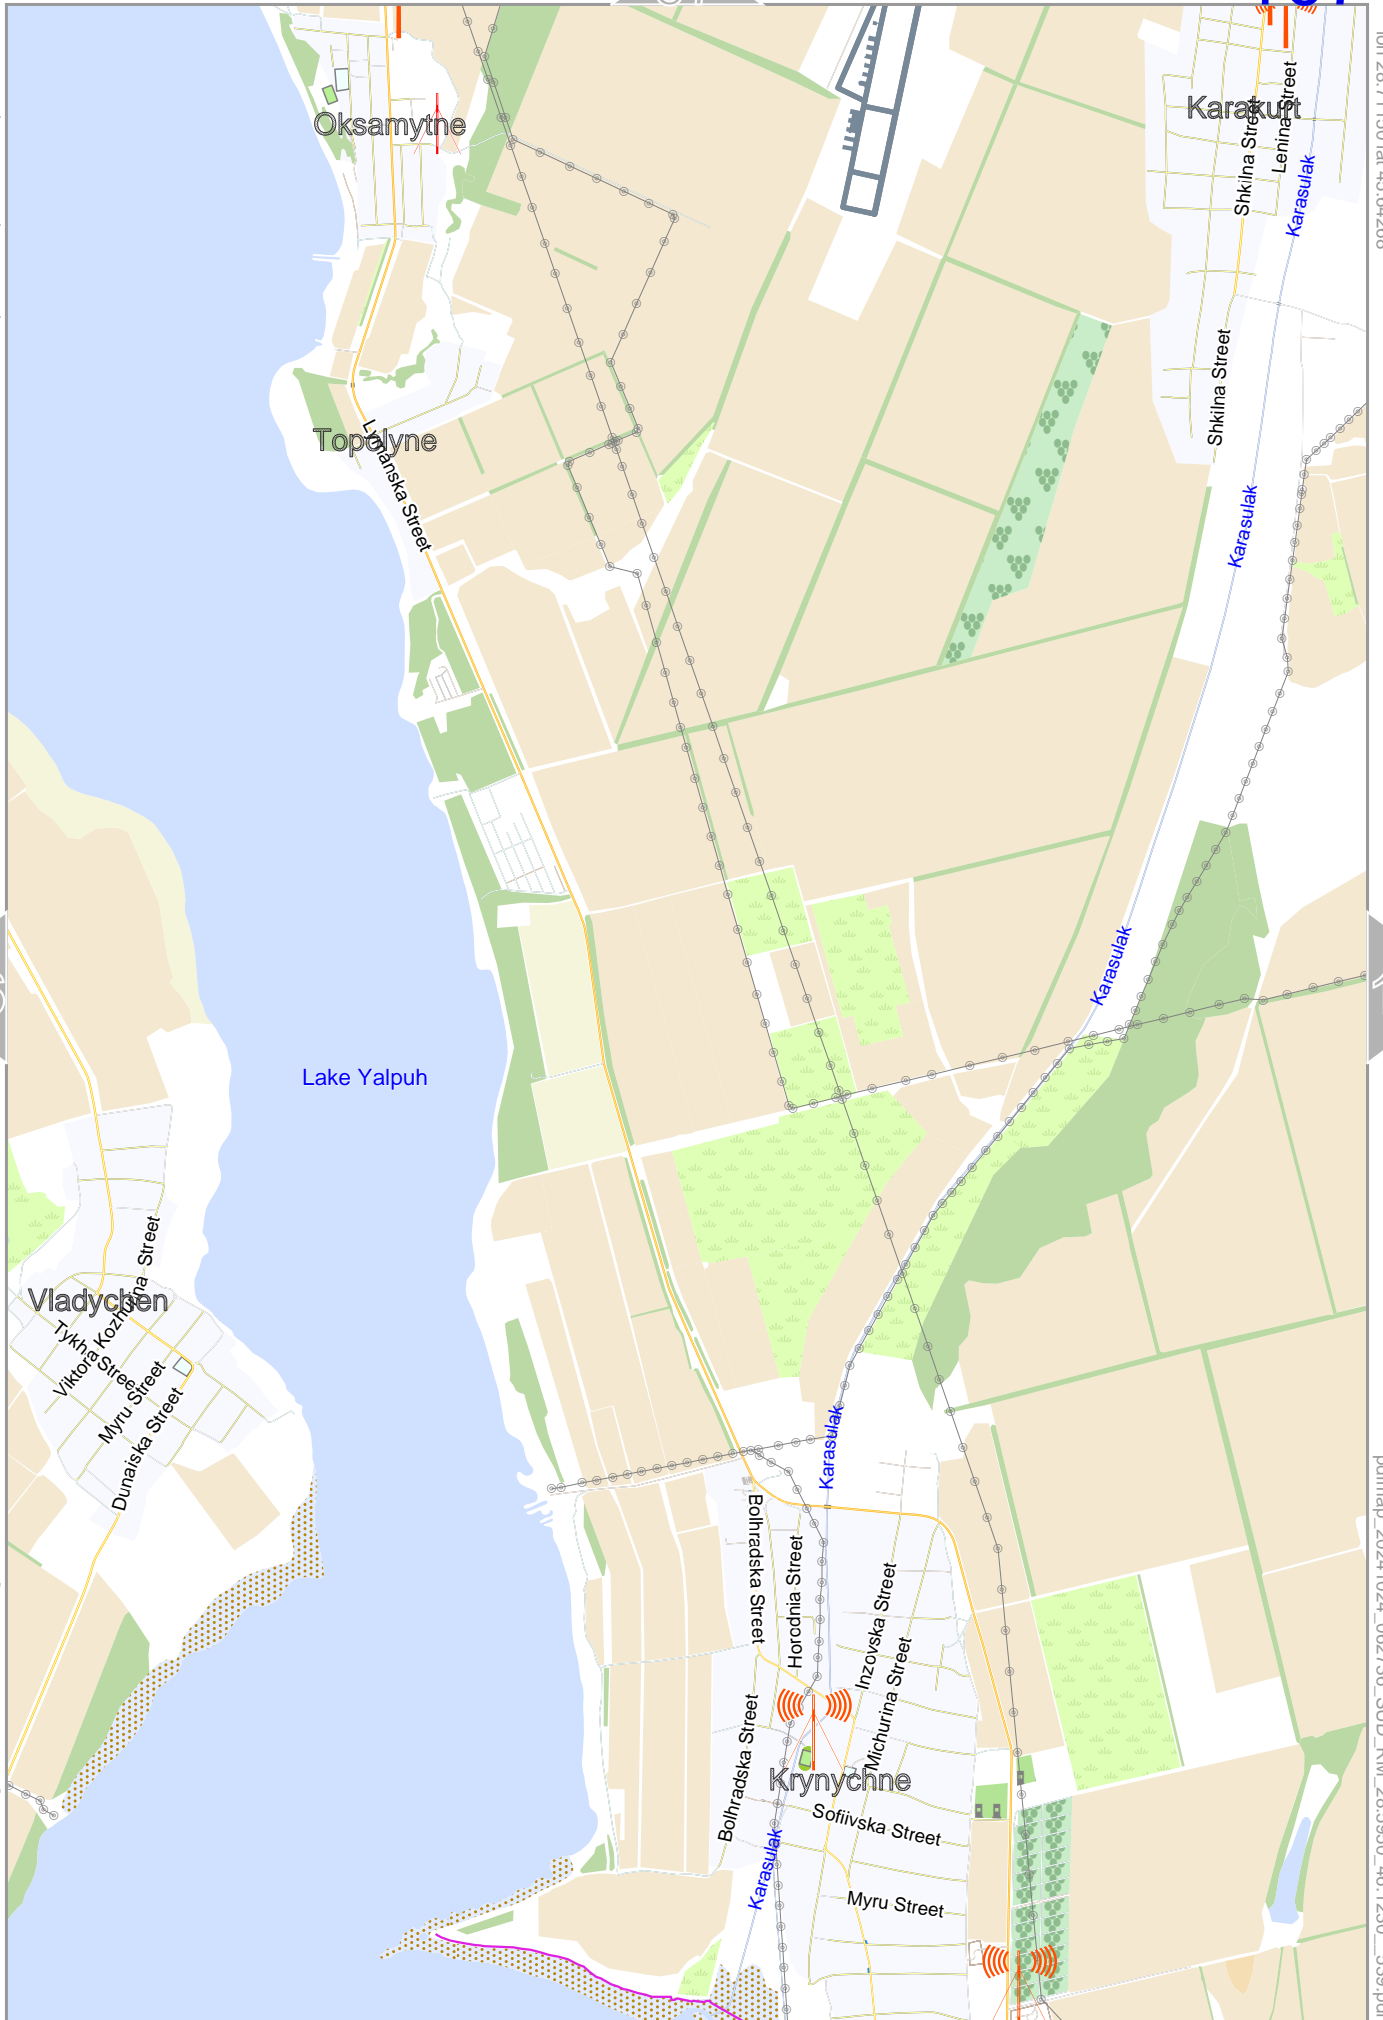 Oksamytne
Karakurt
Shkilna Street
Lenina Street
Karasulak
Shkilna Street
Topolyne
Lymanska Street
Karasulak
Karasulak
Lake Yalpuh
Vladychen
Viktora Kozhurina Street
Tykha Street
Myru Street
Dunaiska Street
Karasulak
Bolhradska Street
Horodnia Street
Inzovska Street
Michurina Street
Bolhradska Street
Krynychne
Sofiivska Street
Karasulak
Myru Street